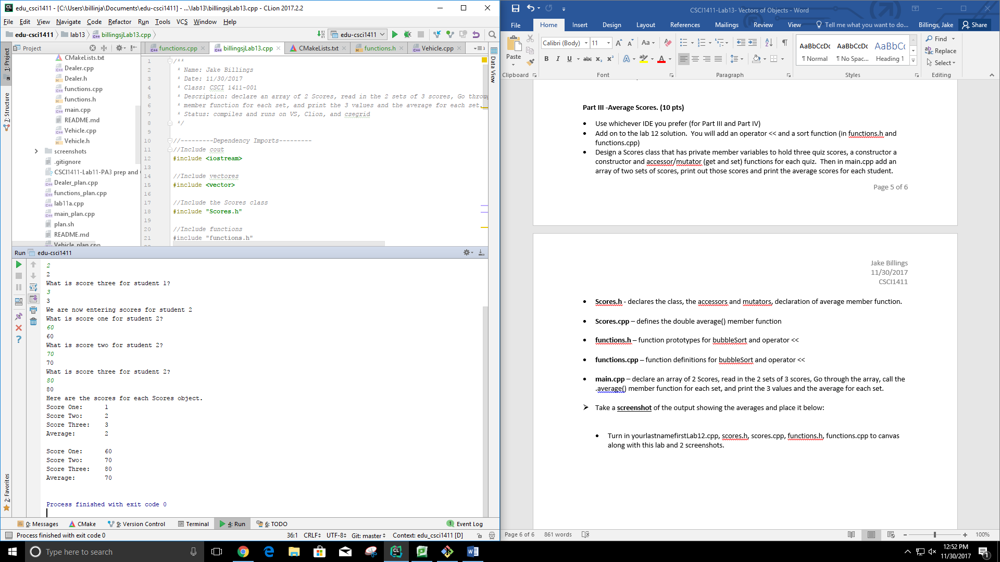 edu_csci1411 - [C:\Users\billinja\Documents\edu-csci1411] - ...\lab13\billingsjLab13.cpp - CLion 2017.2.2
File Edit View Navigate Code Refactor Run Tools VCS Window Help
edu-csci1411 lab13 billingsjLab13.cpp
edu-csci1411
1: Project
7: Structure
2: Favorites
Project
functions.cpp billingsjLab13.cpp CMakeLists.txt functions.h Vehicle.cpp
Data View
CMakeLists.txt
Dealer.cpp
Dealer.h
functions.cpp
functions.h
main.cpp
README.md
Vehicle.cpp
Vehicle.h
screenshots
.gitignore
CSCI1411-Lab11-PA3 prep and
Dealer_plan.cpp
functions_plan.cpp
lab11a.cpp
main_plan.cpp
plan.sh
README.md
Vehicle_plan.cpp
1 /**
2 * Name: Jake Billings
3 * Date: 11/30/2017
4 * Class: CSCI 1411-001
5 * Description: declare an array of 2 Scores, read in the 2 sets of 3 scores, Go throug
6 * member function for each set, and print the 3 values and the average for each set.
7 * Status: compiles and runs on VS, Clion, and csegrid
8 */
9
10 //---------Dependency Imports---------
11 //Include cout
12 #include <iostream>
13
14 //Include vectores
15 #include <vector>
16
17 //Include the Scores class
18 #include "Scores.h"
19
20 //Include functions
21 #include "functions.h"
Run edu-csci1411
2
2
What is score three for student 1?
3
3
We are now entering scores for student 2
What is score one for student 2?
60
60
What is score two for student 2?
70
70
What is score three for student 2?
80
80
Here are the scores for each Scores object.
Score One: 1
Score Two: 2
Score Three: 3
Average: 2
Score One: 60
Score Two: 70
Score Three: 80
Average: 70
Process finished with exit code 0
0: Messages CMake 9: Version Control Terminal 4: Run 6: TODO 1 Event Log
Process finished with exit code 0 36:1 CRLF UTF-8 Git: master Context: edu_csci1411 [D]
CSCI1411-Lab13- Vectors of Objects - Word
File Home Insert Design Layout References Mailings Review View Tell me what you want to do... Billings, Jake Share
Paste
Calibri (Body) 11
B I U abc x₂ x²
AaBbCcDc AaBbCcDc AaBbC(
¶ Normal ¶ No Spac... Heading 1
Find
Replace
Select
Clipboard Font Paragraph Styles Editing
Part III -Average Scores. (10 pts)
• Use whichever IDE you prefer (for Part III and Part IV)
• Add on to the lab 12 solution. You will add an operator << and a sort function (in functions.h and
functions.cpp)
• Design a Scores class that has private member variables to hold three quiz scores, a constructor a
constructor and accessor/mutator (get and set) functions for each quiz. Then in main.cpp add an
array of two sets of scores, print out those scores and print the average scores for each student.
Page 5 of 6
Jake Billings
11/30/2017
CSCI1411
• Scores.h - declares the class, the accessors and mutators, declaration of average member function.
• Scores.cpp – defines the double average() member function
• functions.h – function prototypes for bubbleSort and operator <<
• functions.cpp – function definitions for bubbleSort and operator <<
• main.cpp – declare an array of 2 Scores, read in the 2 sets of 3 scores, Go through the array, call the
.average() member function for each set, and print the 3 values and the average for each set.
➢ Take a screenshot of the output showing the averages and place it below:
• Turn in yourlastnamefirstLab12.cpp, scores.h, scores.cpp, functions.h, functions.cpp to canvas
along with this lab and 2 screenshots.
Page 6 of 6 861 words 100%
Type here to search
12:52 PM
11/30/2017
1